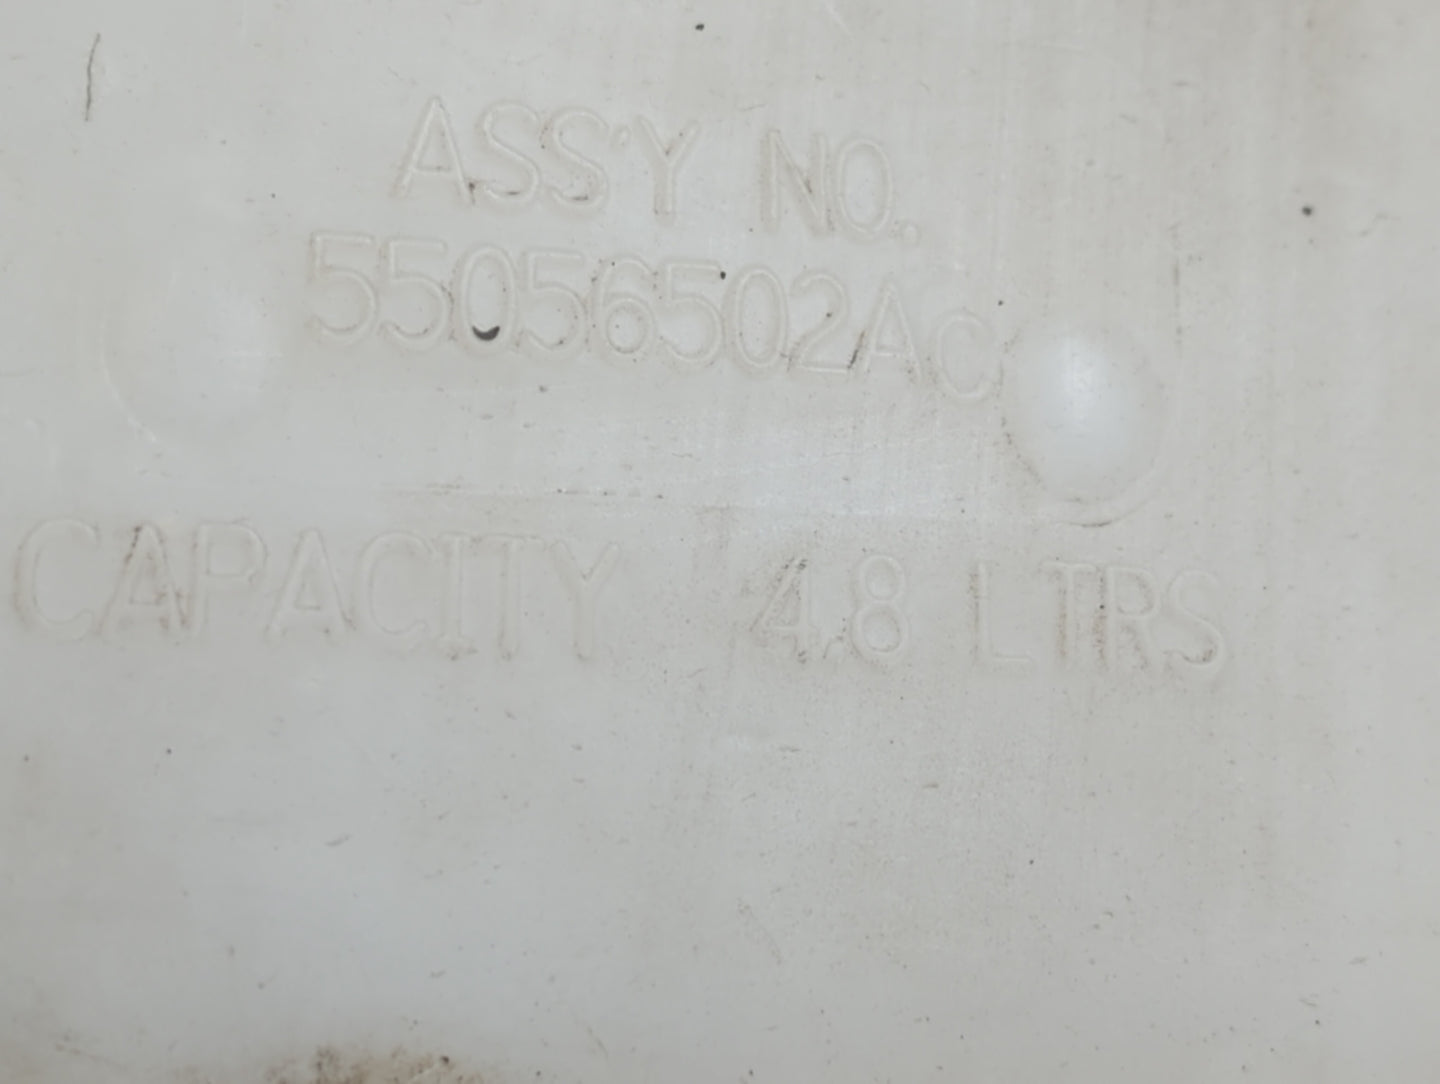 ASS'Y NO.
55056502AC
CAPACITY 4.8 LTRS